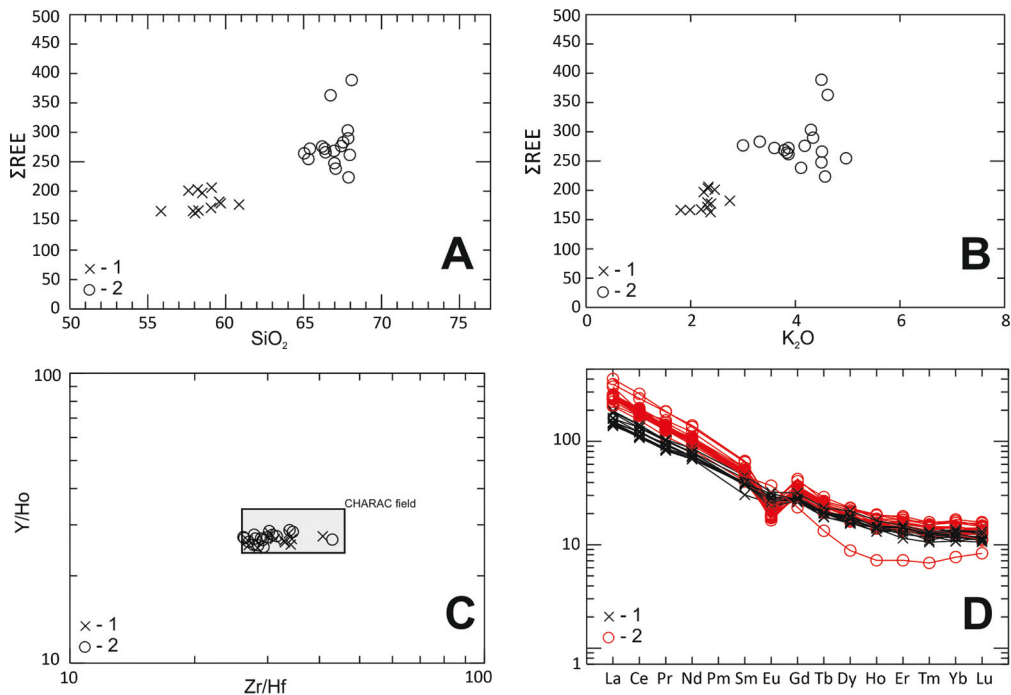 500
450
400
350
300
250
200
150
100
50
0
ΣREE
50 55 60 65 70 75
SiO₂
× - 1
○ - 2
A
500
450
400
350
300
250
200
150
100
50
0
ΣREE
0 2 4 6 8
K₂O
× - 1
○ - 2
B
100
10
Y/Ho
CHARAC field
10 100
Zr/Hf
× - 1
○ - 2
C
100
10
1
× - 1
○ - 2
D
La Ce Pr Nd Pm Sm Eu Gd Tb Dy Ho Er Tm Yb Lu